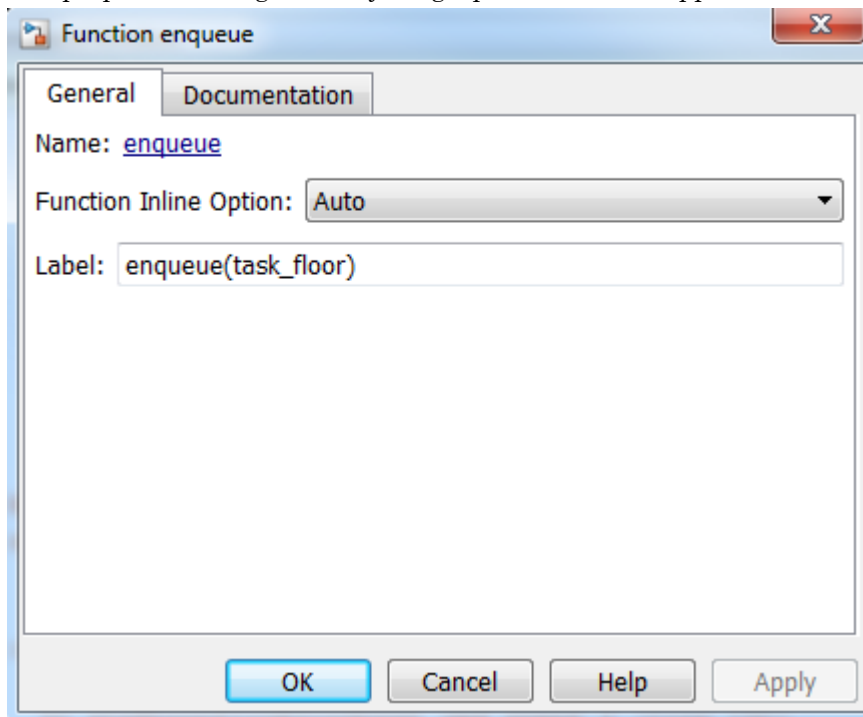 Function enqueue
General Documentation
Name: enqueue
Function Inline Option: Auto
Label: enqueue(task_floor)
OK Cancel Help Apply